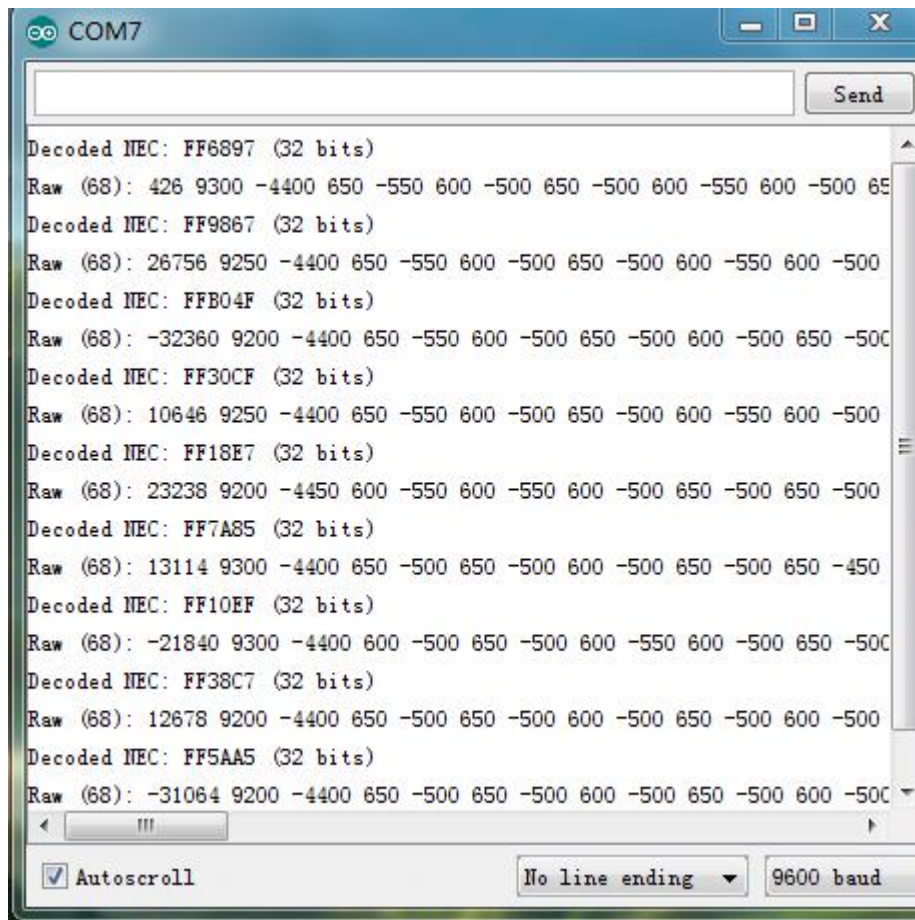 COM7
Send
Decoded NEC: FF6897 (32 bits)
Raw (68): 426 9300 -4400 650 -550 600 -500 650 -500 600 -550 600 -500 65
Decoded NEC: FF9867 (32 bits)
Raw (68): 26756 9250 -4400 650 -550 600 -500 650 -500 600 -550 600 -500
Decoded NEC: FFB04F (32 bits)
Raw (68): -32360 9200 -4400 650 -550 600 -500 650 -500 600 -500 650
Decoded NEC: FF30CF (32 bits)
Raw (68): 10646 9250 -4400 650 -550 600 -500 650 -500 600 -550 600 -500
Decoded NEC: FF18E7 (32 bits)
Raw (68): 23238 9200 -4450 600 -550 600 -550 600 -500 650 -500 650 -500
Decoded NEC: FF7A85 (32 bits)
Raw (68): 13114 9300 -4400 650 -500 650 -500 600 -500 650 -500 650 -450
Decoded NEC: FF10EF (32 bits)
Raw (68): -21840 9300 -4400 600 -500 650 -500 600 -550 600 -500 650
Decoded NEC: FF38C7 (32 bits)
Raw (68): 12678 9200 -4400 650 -500 650 -500 600 -500 650 -500 600 -500
Decoded NEC: FF5AA5 (32 bits)
Raw (68): -31064 9200 -4400 650 -500 650 -500 600 -500 650 -500 600
Autoscroll
No line ending
9600 baud